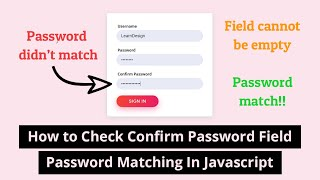 Password
didn't match
Username
LearnDesign
Password
••••••••
Confirm Password
••••••••••••
SIGN IN
Field cannot
be empty
Password
match!!
How to Check Confirm Password Field
Password Matching In Javascript